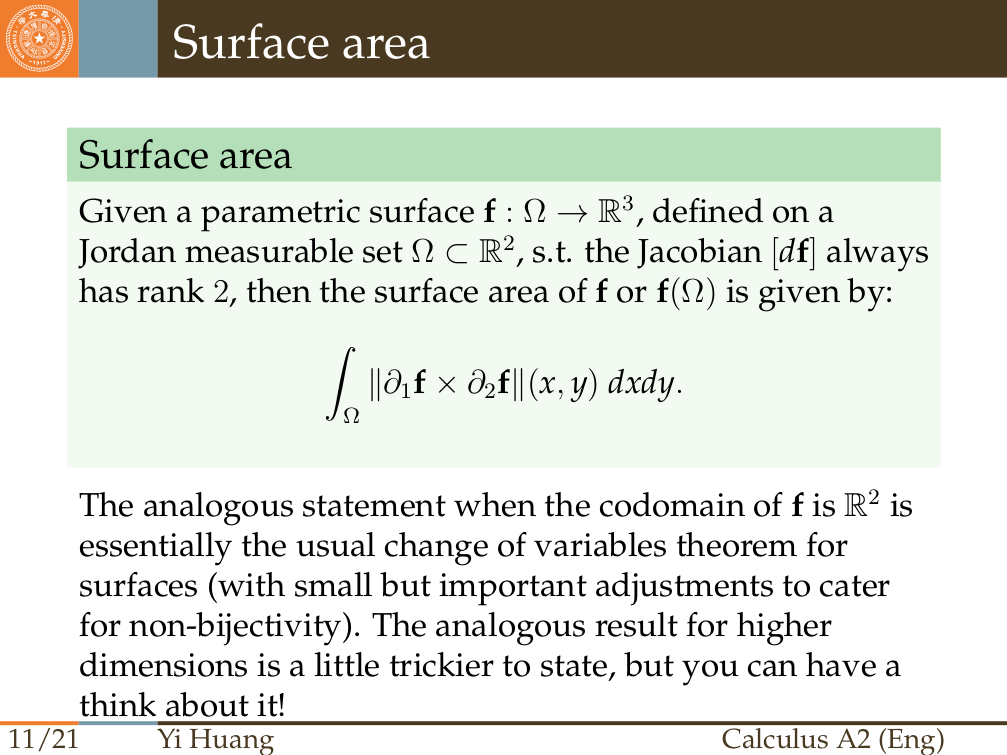 Surface area
Surface area
Given a parametric surface f : Ω → ℝ³, defined on a
Jordan measurable set Ω ⊂ ℝ², s.t. the Jacobian [df] always
has rank 2, then the surface area of f or f(Ω) is given by:
∫_Ω ‖∂₁f × ∂₂f‖(x, y) dxdy.
The analogous statement when the codomain of f is ℝ² is
essentially the usual change of variables theorem for
surfaces (with small but important adjustments to cater
for non-bijectivity). The analogous result for higher
dimensions is a little trickier to state, but you can have a
think about it!
11/21 Yi Huang Calculus A2 (Eng)